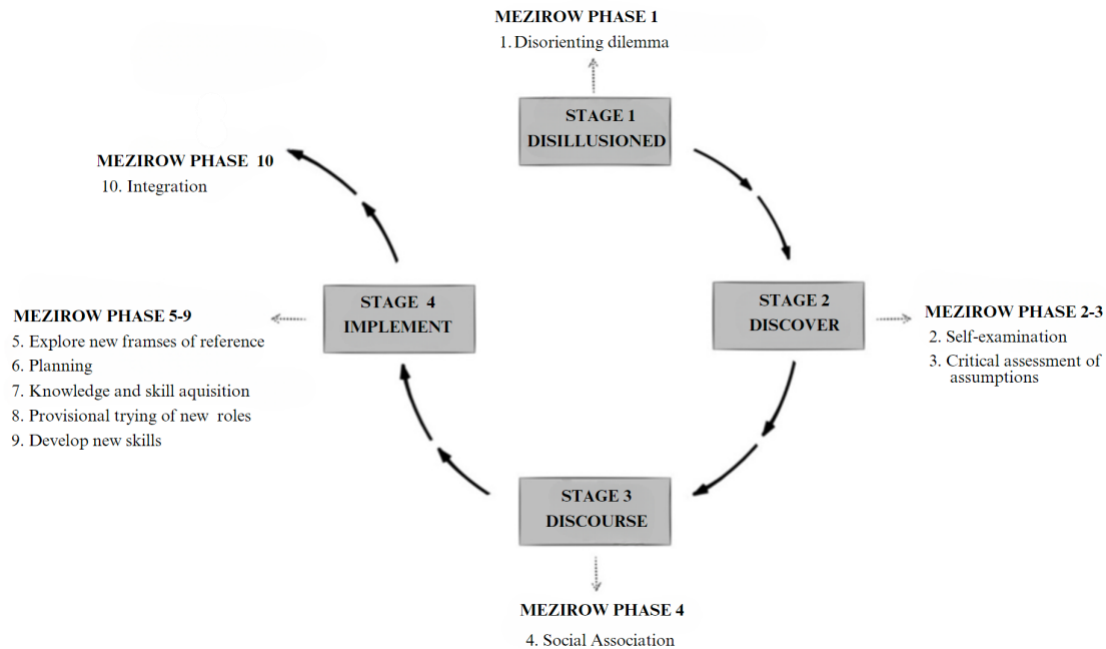 MEZIROW PHASE 1
1. Disorienting dilemma
STAGE 1
DISILLUSIONED
MEZIROW PHASE 10
10. Integration
STAGE 4
IMPLEMENT
STAGE 2
DISCOVER
MEZIROW PHASE 5-9
5. Explore new framses of reference
6. Planning
7. Knowledge and skill aquisition
8. Provisional trying of new roles
9. Develop new skills
MEZIROW PHASE 2-3
2. Self-examination
3. Critical assessment of
assumptions
STAGE 3
DISCOURSE
MEZIROW PHASE 4
4. Social Association